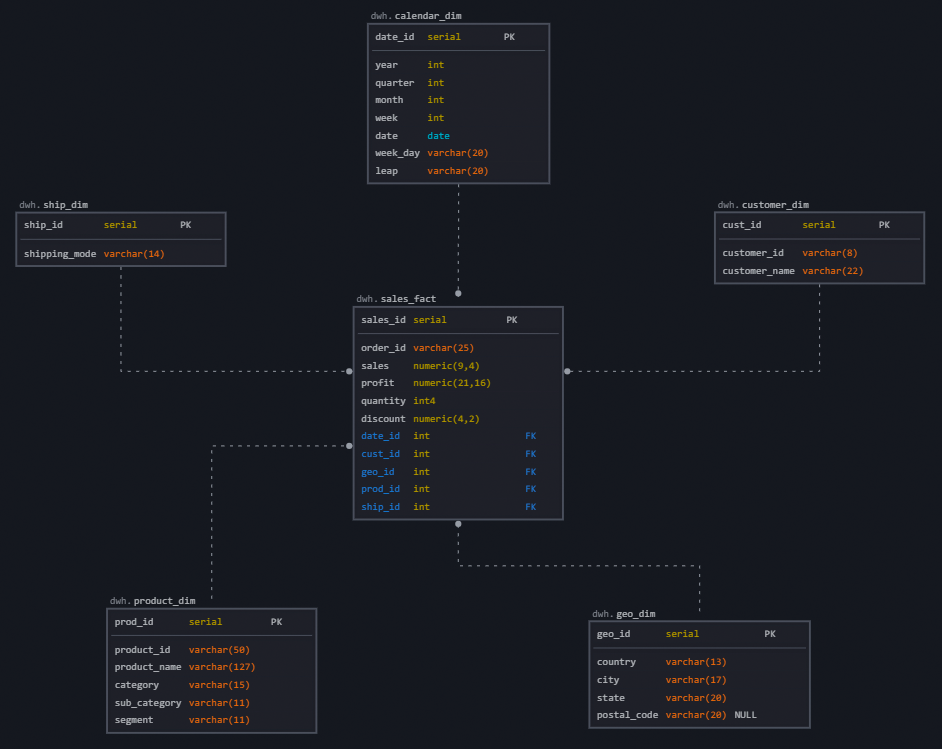 dwh. calendar_dim
date_id serial PK
year int
quarter int
month int
week int
date date
week_day varchar(20)
leap varchar(20)
dwh. ship_dim
ship_id serial PK
shipping_mode varchar(14)
dwh. customer_dim
cust_id serial PK
customer_id varchar(8)
customer_name varchar(22)
dwh. sales_fact
sales_id serial PK
order_id varchar(25)
sales numeric(9,4)
profit numeric(21,16)
quantity int4
discount numeric(4,2)
date_id int FK
cust_id int FK
geo_id int FK
prod_id int FK
ship_id int FK
dwh. product_dim
prod_id serial PK
product_id varchar(50)
product_name varchar(127)
category varchar(15)
sub_category varchar(11)
segment varchar(11)
dwh. geo_dim
geo_id serial PK
country varchar(13)
city varchar(17)
state varchar(20)
postal_code varchar(20) NULL